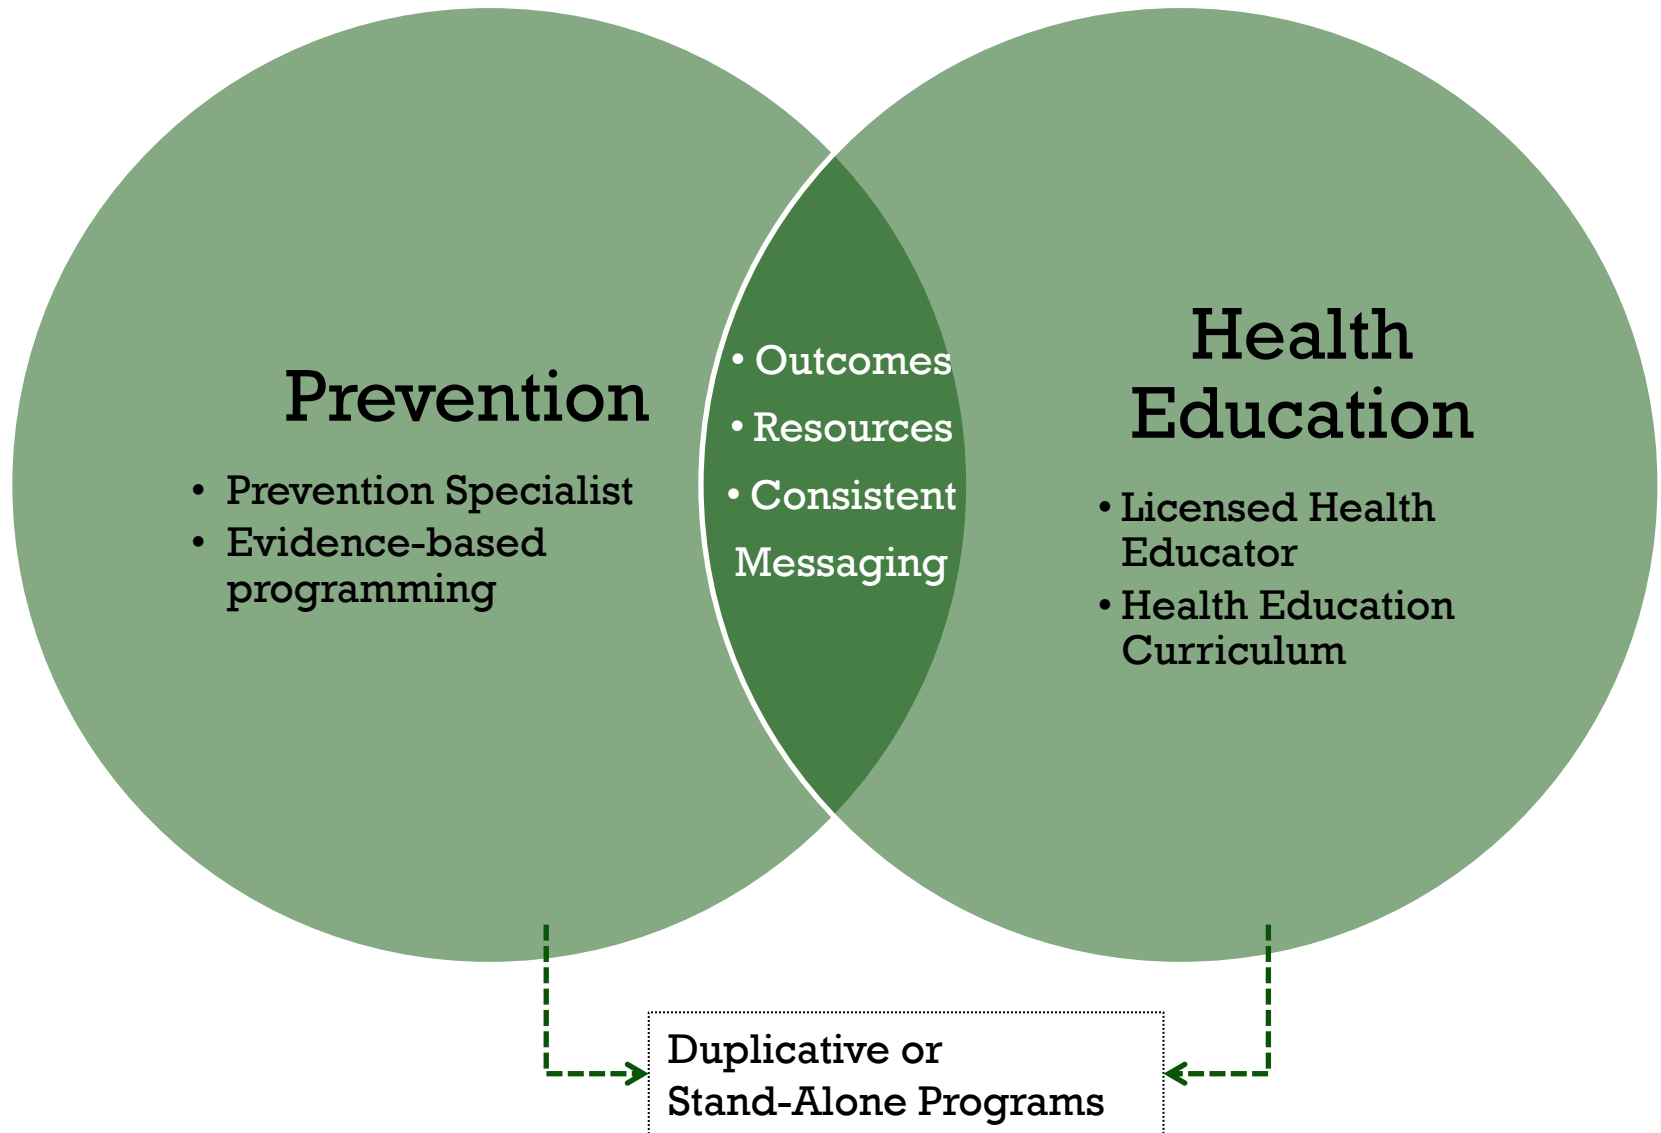 Prevention
• Prevention Specialist
• Evidence-based
programming
• Outcomes
• Resources
• Consistent
Messaging
Health
Education
• Licensed Health
Educator
• Health Education
Curriculum
Duplicative or
Stand-Alone Programs